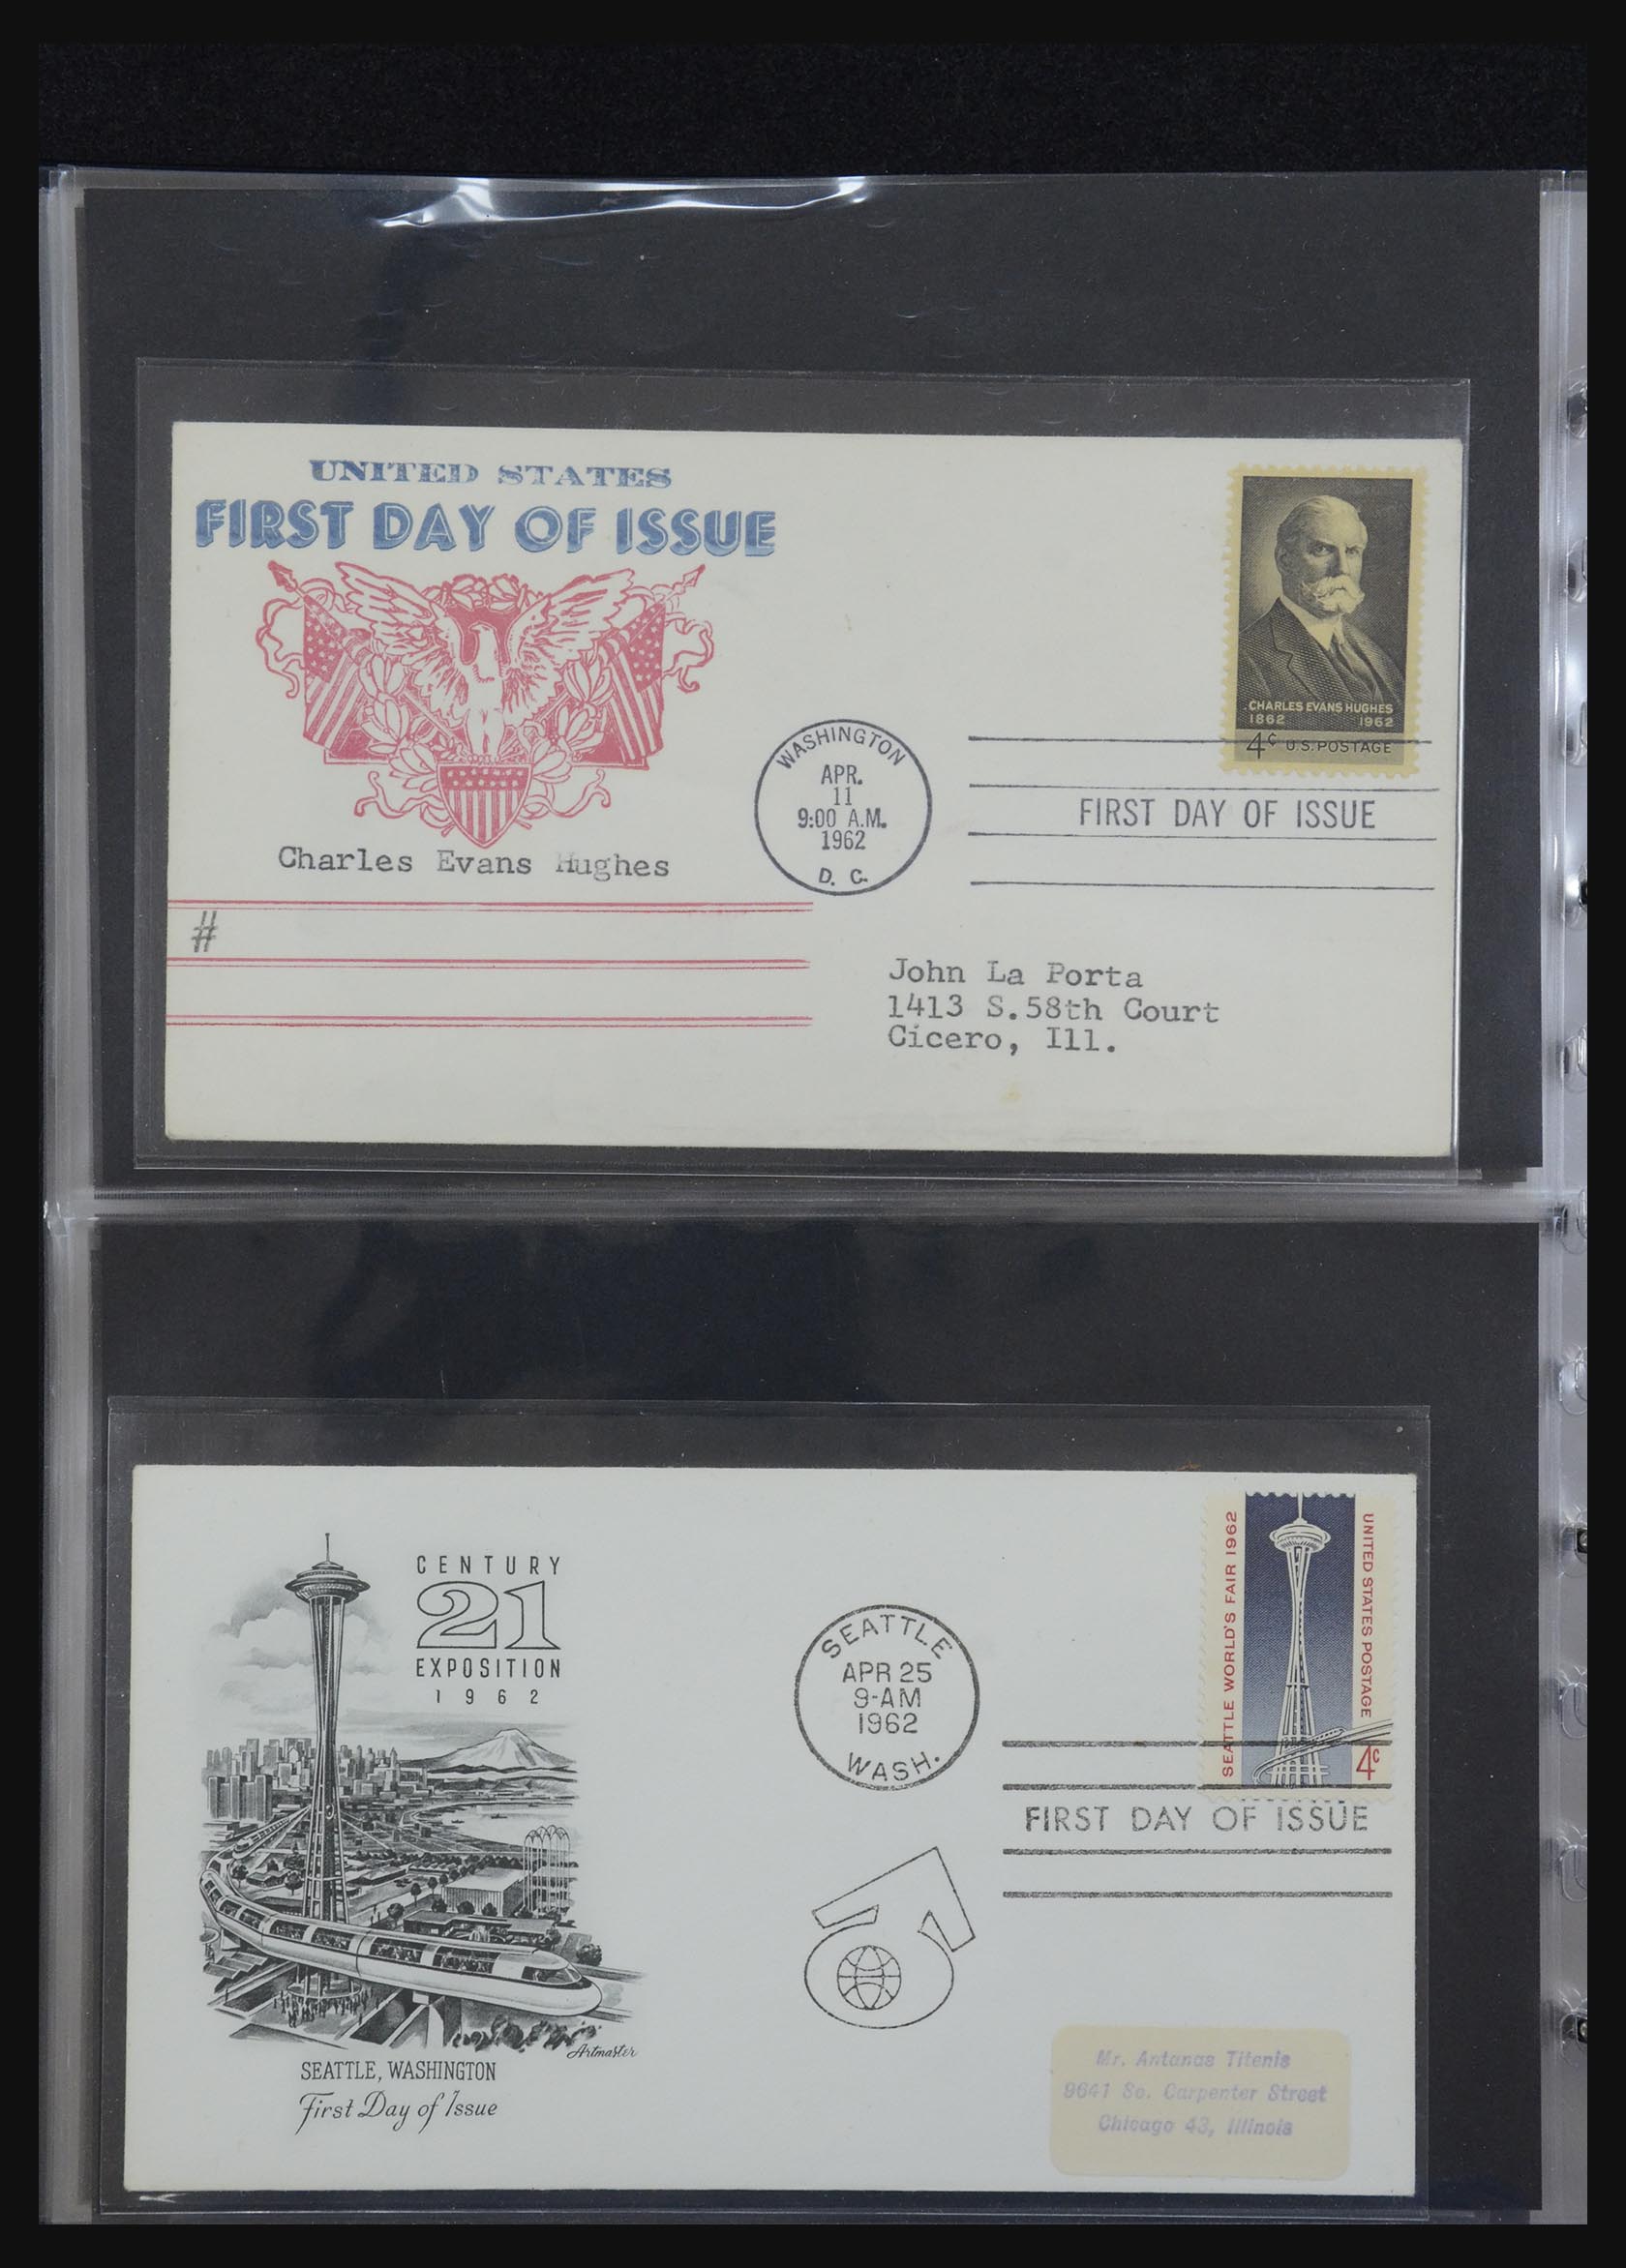 UNITED STATES
FIRST DAY OF ISSUE
Charles Evans Hughes
#
WASHINGTON
APR.
11
9:00 A.M.
1962
D. C.
CHARLES EVANS HUGHES
1862 1962
4¢ U.S. POSTAGE
FIRST DAY OF ISSUE
John La Porta
1413 S.58th Court
Cicero, Ill.
CENTURY
21
EXPOSITION
1962
Artmaster
SEATTLE, WASHINGTON
First Day of Issue
SEATTLE
APR 25
9-AM
1962
WASH.
SEATTLE WORLD'S FAIR 1962
UNITED STATES POSTAGE
4¢
FIRST DAY OF ISSUE
Mr. Antanas Titenis
9641 So. Carpenter Street
Chicago 43, Illinois